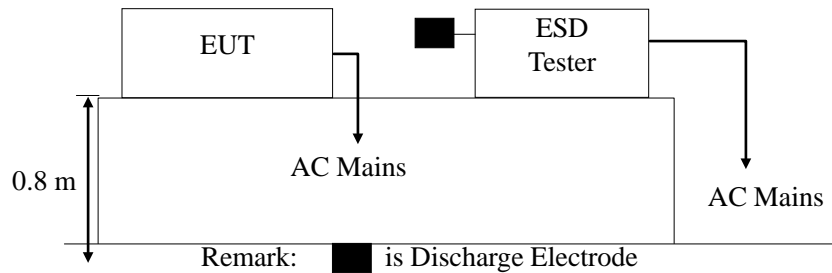 EUT
ESD
Tester
AC Mains
0.8 m
AC Mains
Remark: is Discharge Electrode